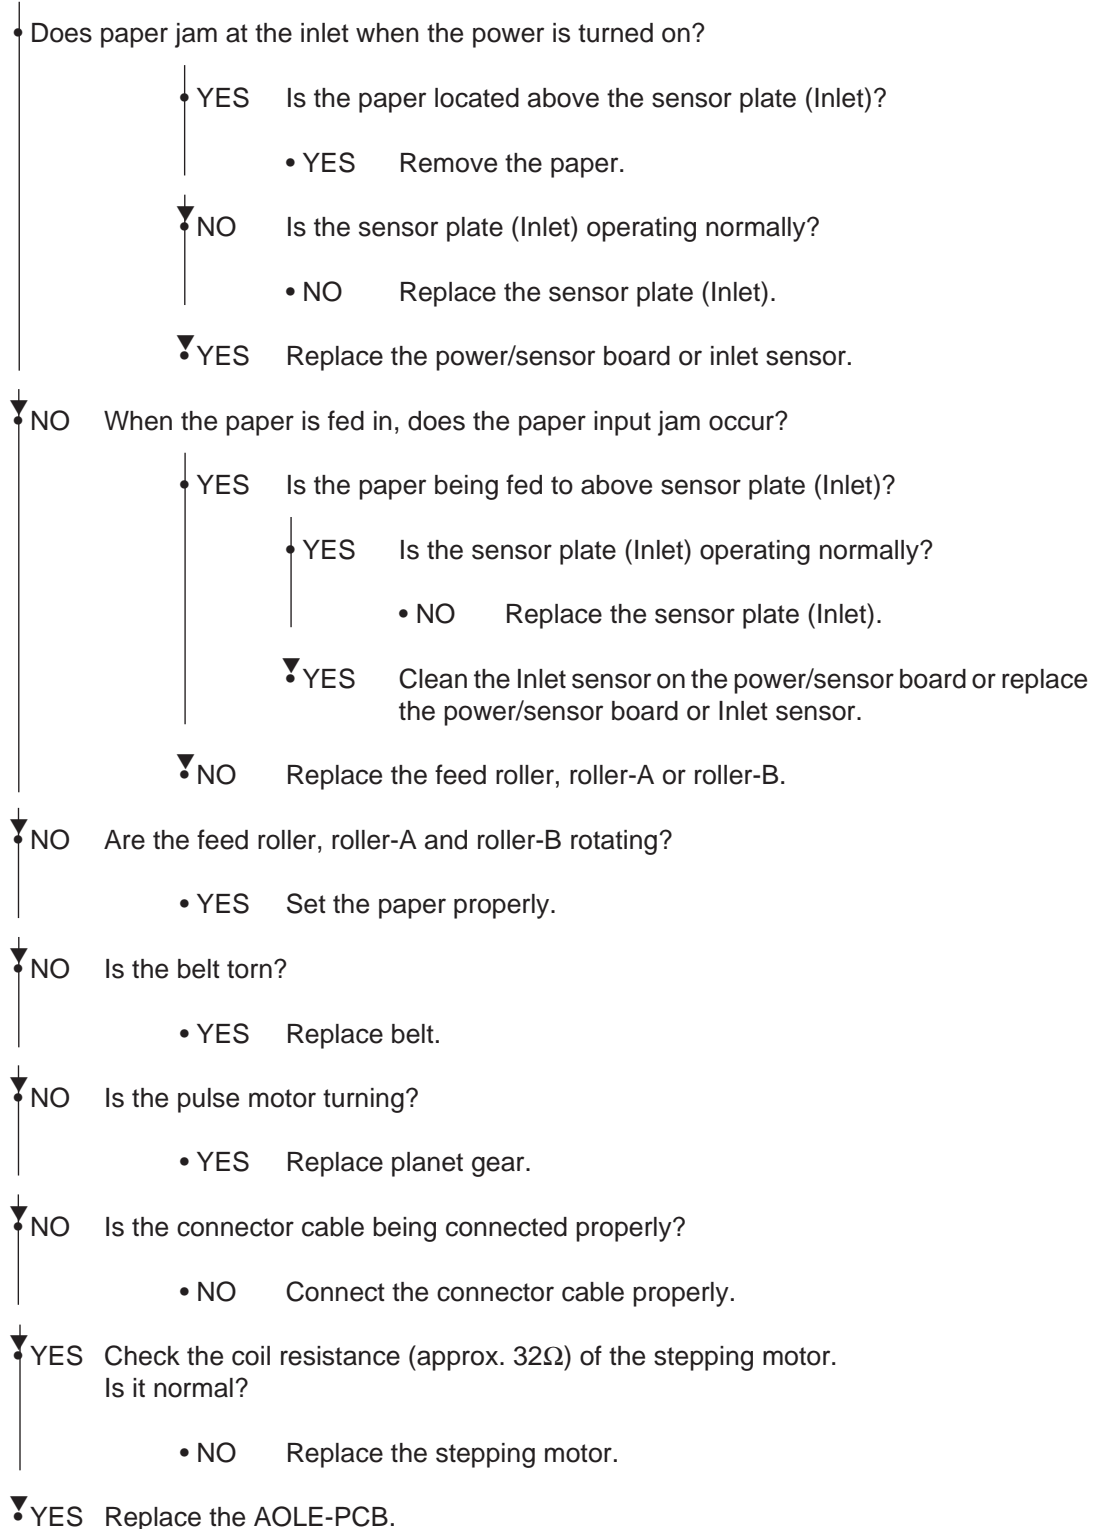 • Does paper jam at the inlet when the power is turned on?
• YES Is the paper located above the sensor plate (Inlet)?
• YES Remove the paper.
• NO Is the sensor plate (Inlet) operating normally?
• NO Replace the sensor plate (Inlet).
• YES Replace the power/sensor board or inlet sensor.
• NO When the paper is fed in, does the paper input jam occur?
• YES Is the paper being fed to above sensor plate (Inlet)?
• YES Is the sensor plate (Inlet) operating normally?
• NO Replace the sensor plate (Inlet).
• YES Clean the Inlet sensor on the power/sensor board or replace
the power/sensor board or Inlet sensor.
• NO Replace the feed roller, roller-A or roller-B.
• NO Are the feed roller, roller-A and roller-B rotating?
• YES Set the paper properly.
• NO Is the belt torn?
• YES Replace belt.
• NO Is the pulse motor turning?
• YES Replace planet gear.
• NO Is the connector cable being connected properly?
• NO Connect the connector cable properly.
• YES Check the coil resistance (approx. 32Ω) of the stepping motor.
Is it normal?
• NO Replace the stepping motor.
• YES Replace the AOLE-PCB.